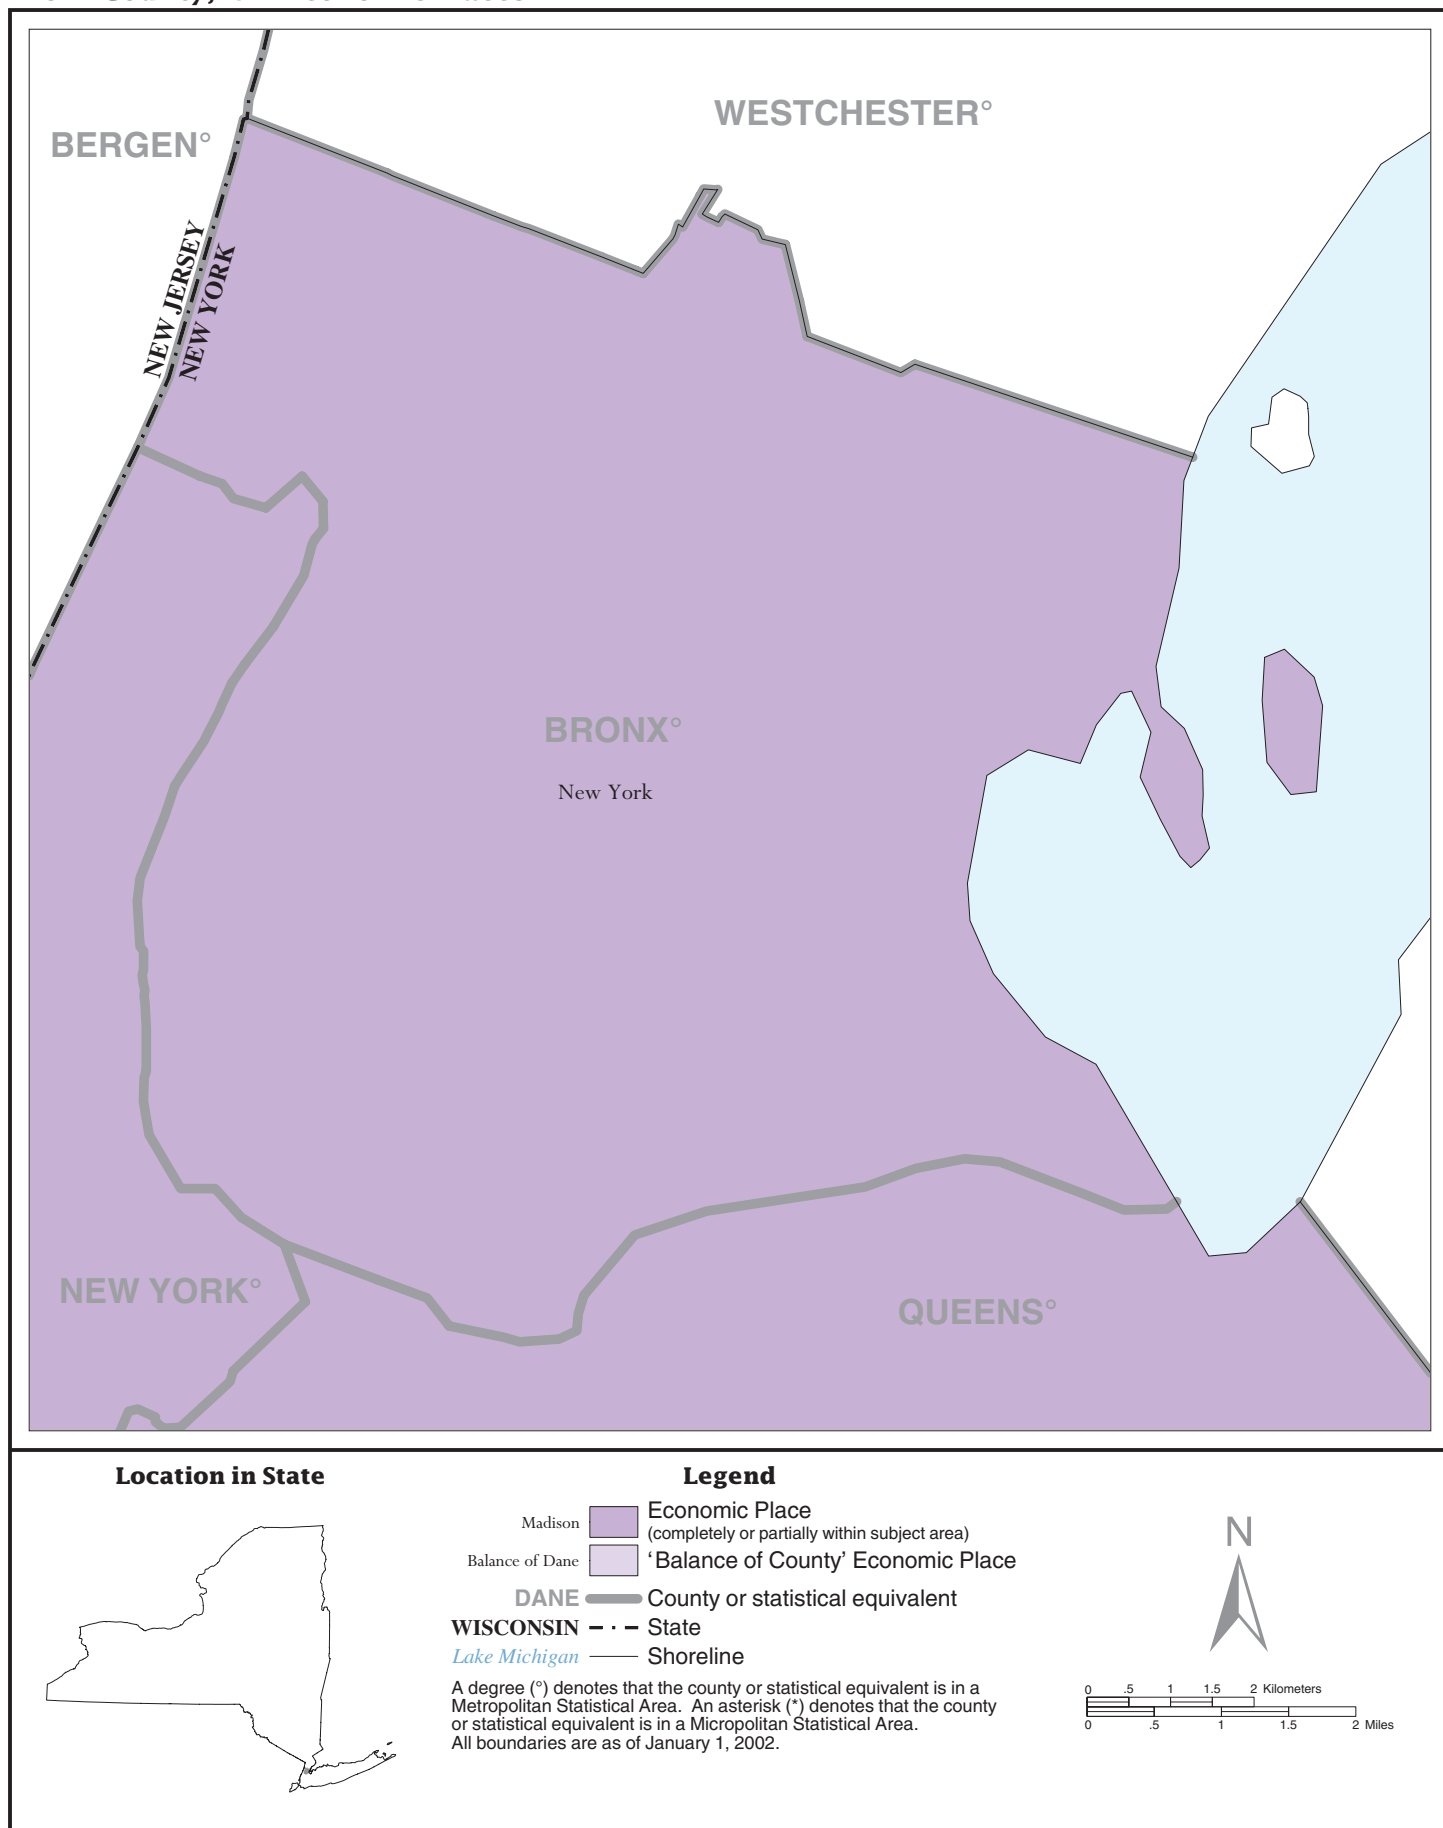 WESTCHESTER°
BERGEN°
NEW JERSEY
NEW YORK
BRONX°
New York
NEW YORK°
QUEENS°
Location in State
Legend
Madison
Economic Place
(completely or partially within subject area)
Balance of Dane
‘Balance of County’ Economic Place
DANE
County or statistical equivalent
WISCONSIN
State
Lake Michigan
Shoreline
A degree (°) denotes that the county or statistical equivalent is in a
Metropolitan Statistical Area. An asterisk (*) denotes that the county
or statistical equivalent is in a Micropolitan Statistical Area.
All boundaries are as of January 1, 2002.
N
0 .5 1 1.5 2 Kilometers
0 .5 1 1.5 2 Miles